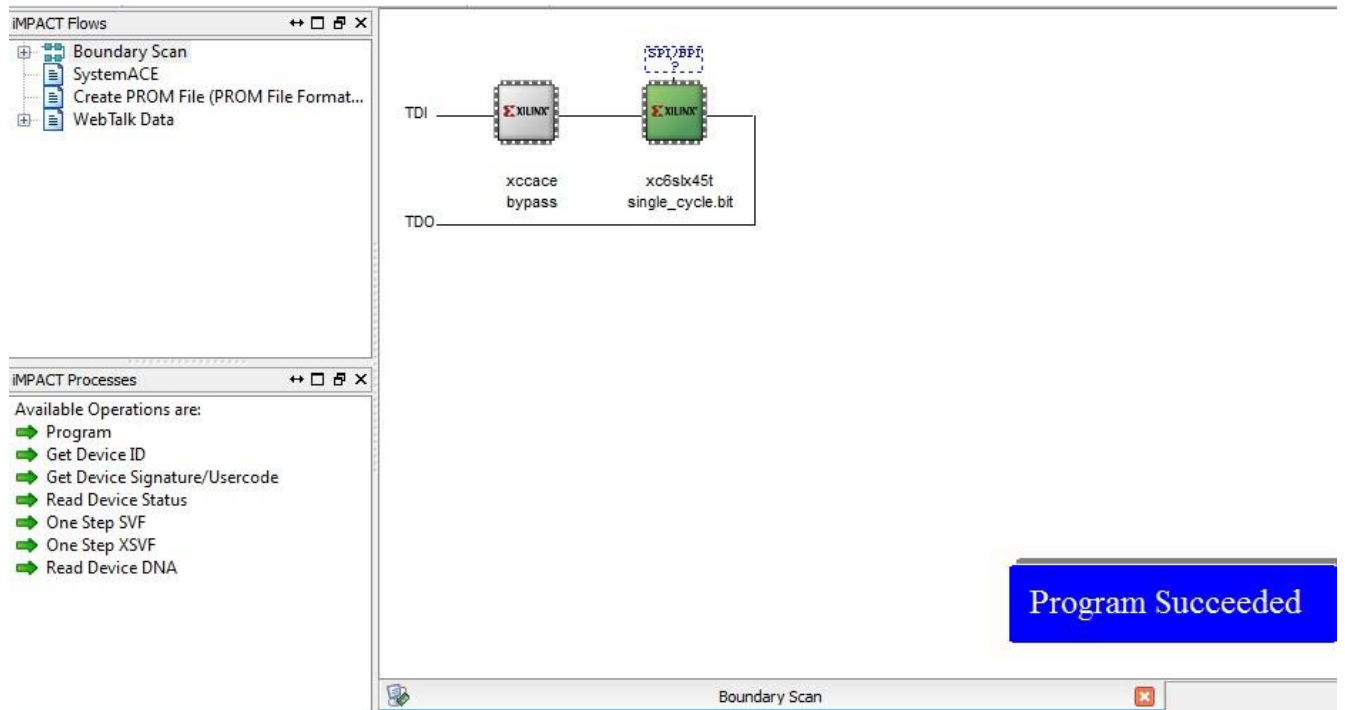 iMPACT Flows
Boundary Scan
SystemACE
Create PROM File (PROM File Format...
WebTalk Data
SPI/BPI
?
TDI
XILINX
XILINX
xccace
bypass
xc6slx45t
single_cycle.bit
TDO
iMPACT Processes
Available Operations are:
Program
Get Device ID
Get Device Signature/Usercode
Read Device Status
One Step SVF
One Step XSVF
Read Device DNA
Program Succeeded
Boundary Scan